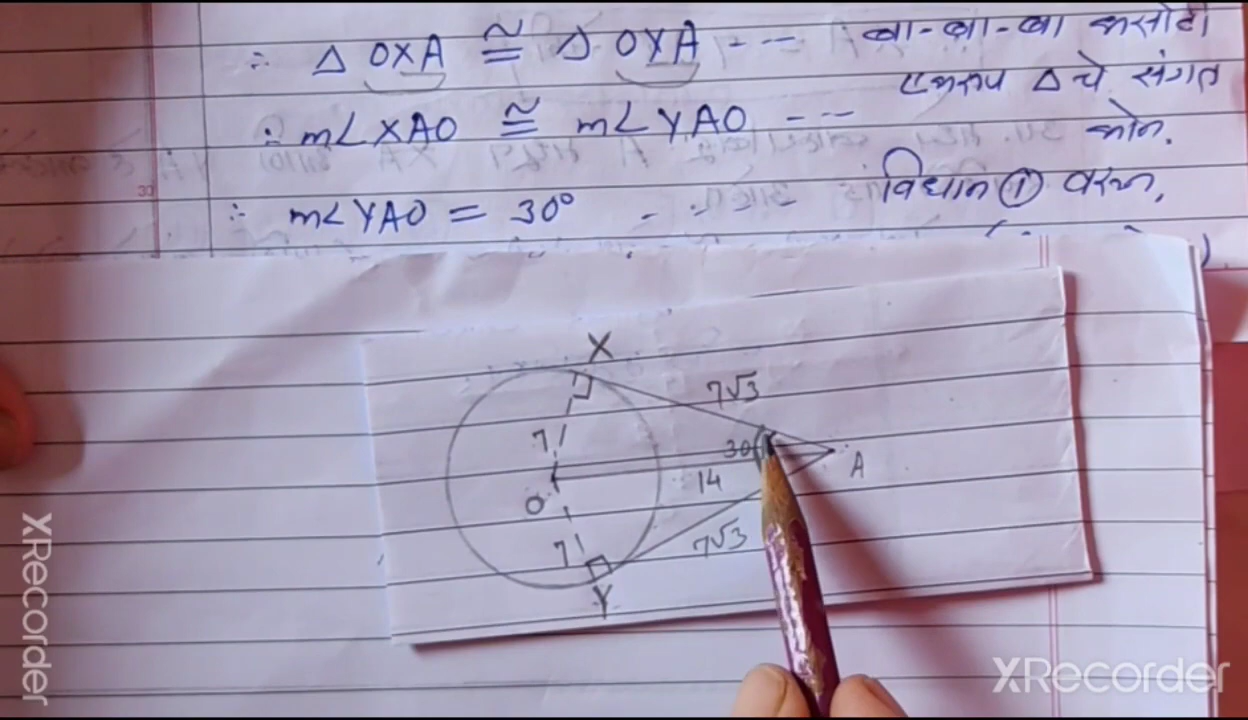 ∴ △ OXA ≅ △ OYA -- बा-बा-बा कसोटी
एकरूप △ चे संगत
∴ m∠XAO ≅ m∠YAO -- कोन.
∴ m∠YAO = 30° - -- विधान ① वरून,
X
7√3
7
30
A
14
O
7
7√3
Y
XRecorder
XRecorder